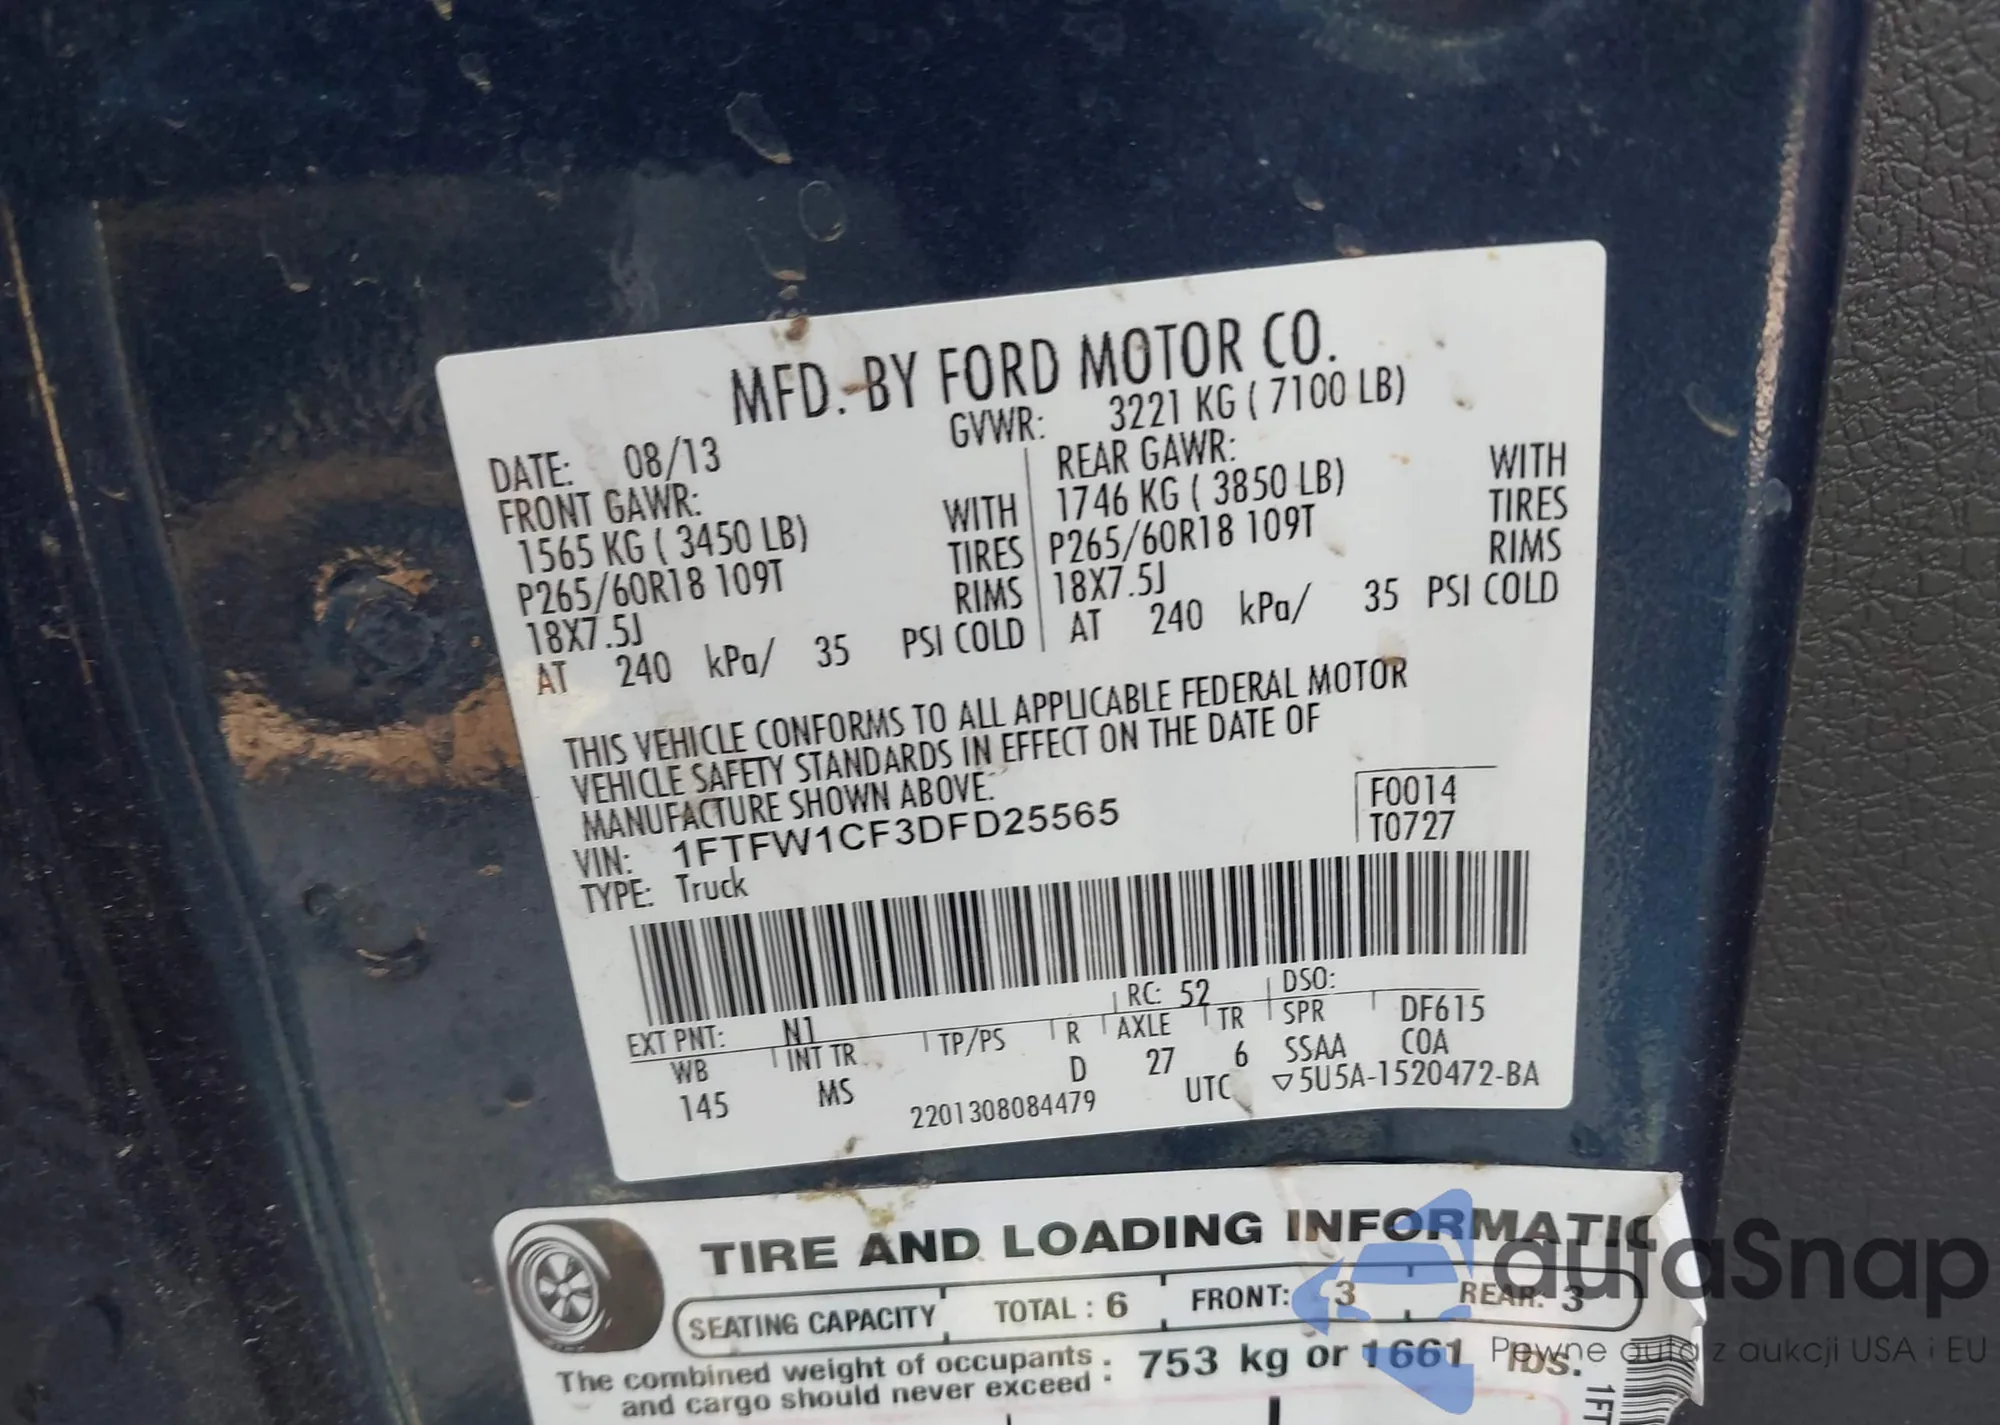 MFD. BY FORD MOTOR CO.
DATE: 08/13 GVWR: 3221 KG ( 7100 LB)
FRONT GAWR: REAR GAWR:
1565 KG ( 3450 LB) WITH 1746 KG ( 3850 LB) WITH
P265/60R18 109T TIRES P265/60R18 109T TIRES
18X7.5J RIMS 18X7.5J RIMS
AT 240 kPa/ 35 PSI COLD AT 240 kPa/ 35 PSI COLD
THIS VEHICLE CONFORMS TO ALL APPLICABLE FEDERAL MOTOR
VEHICLE SAFETY STANDARDS IN EFFECT ON THE DATE OF
MANUFACTURE SHOWN ABOVE.
VIN: 1FTFW1CF3DFD25565 F0014
TYPE: Truck T0727
EXT PNT: N1 RC: 52 DSO:
WB INT TR TP/PS R AXLE TR SPR DF615
145 MS D 27 6 SSAA COA
2201308084479 UTC ▽5U5A-1520472-BA
TIRE AND LOADING INFORMATIO
SEATING CAPACITY TOTAL : 6 FRONT: 3 REAR: 3
The combined weight of occupants : 753 kg or 1661 lbs.
and cargo should never exceed :
1FT
autaSnap
Pewne auta z aukcji USA i EU